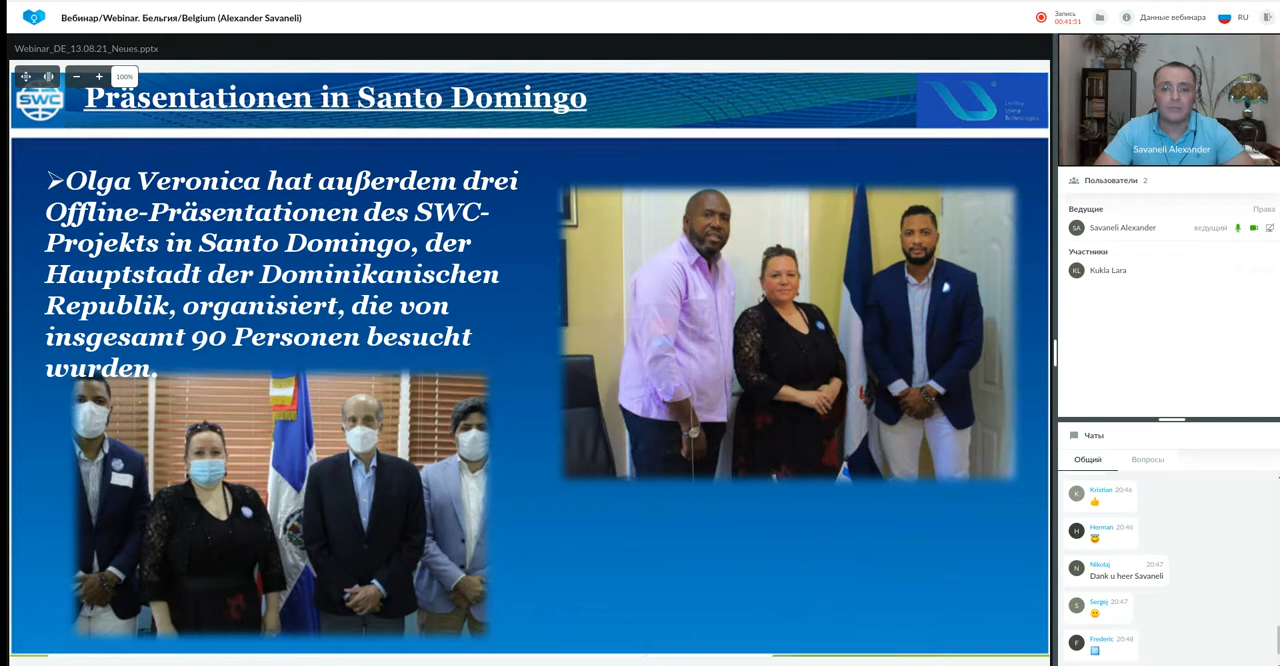 Вебинар/Webinar. Бельгия/Belgium (Alexander Savaneli)
Запись
00:41:51
Данные вебинара
RU
Webinar_DE_13.08.21_Neues.pptx
100%
SWC
Präsentationen in Santo Domingo
➢Olga Veronica hat außerdem drei
Offline-Präsentationen des SWC-
Projekts in Santo Domingo, der
Hauptstadt der Dominikanischen
Republik, organisiert, die von
insgesamt 90 Personen besucht
wurden.
Savaneli Alexander
Пользователи 2
Ведущие Права
SA Savaneli Alexander ведущий
Участники
KL Kukla Lara
Чаты
Общий Вопросы
K Kristian 20:46
👍
H Herman 20:46
😇
N Nikolaj 20:47
Dank u heer Savaneli
S Sergej 20:47
🙂
F Frederic 20:48